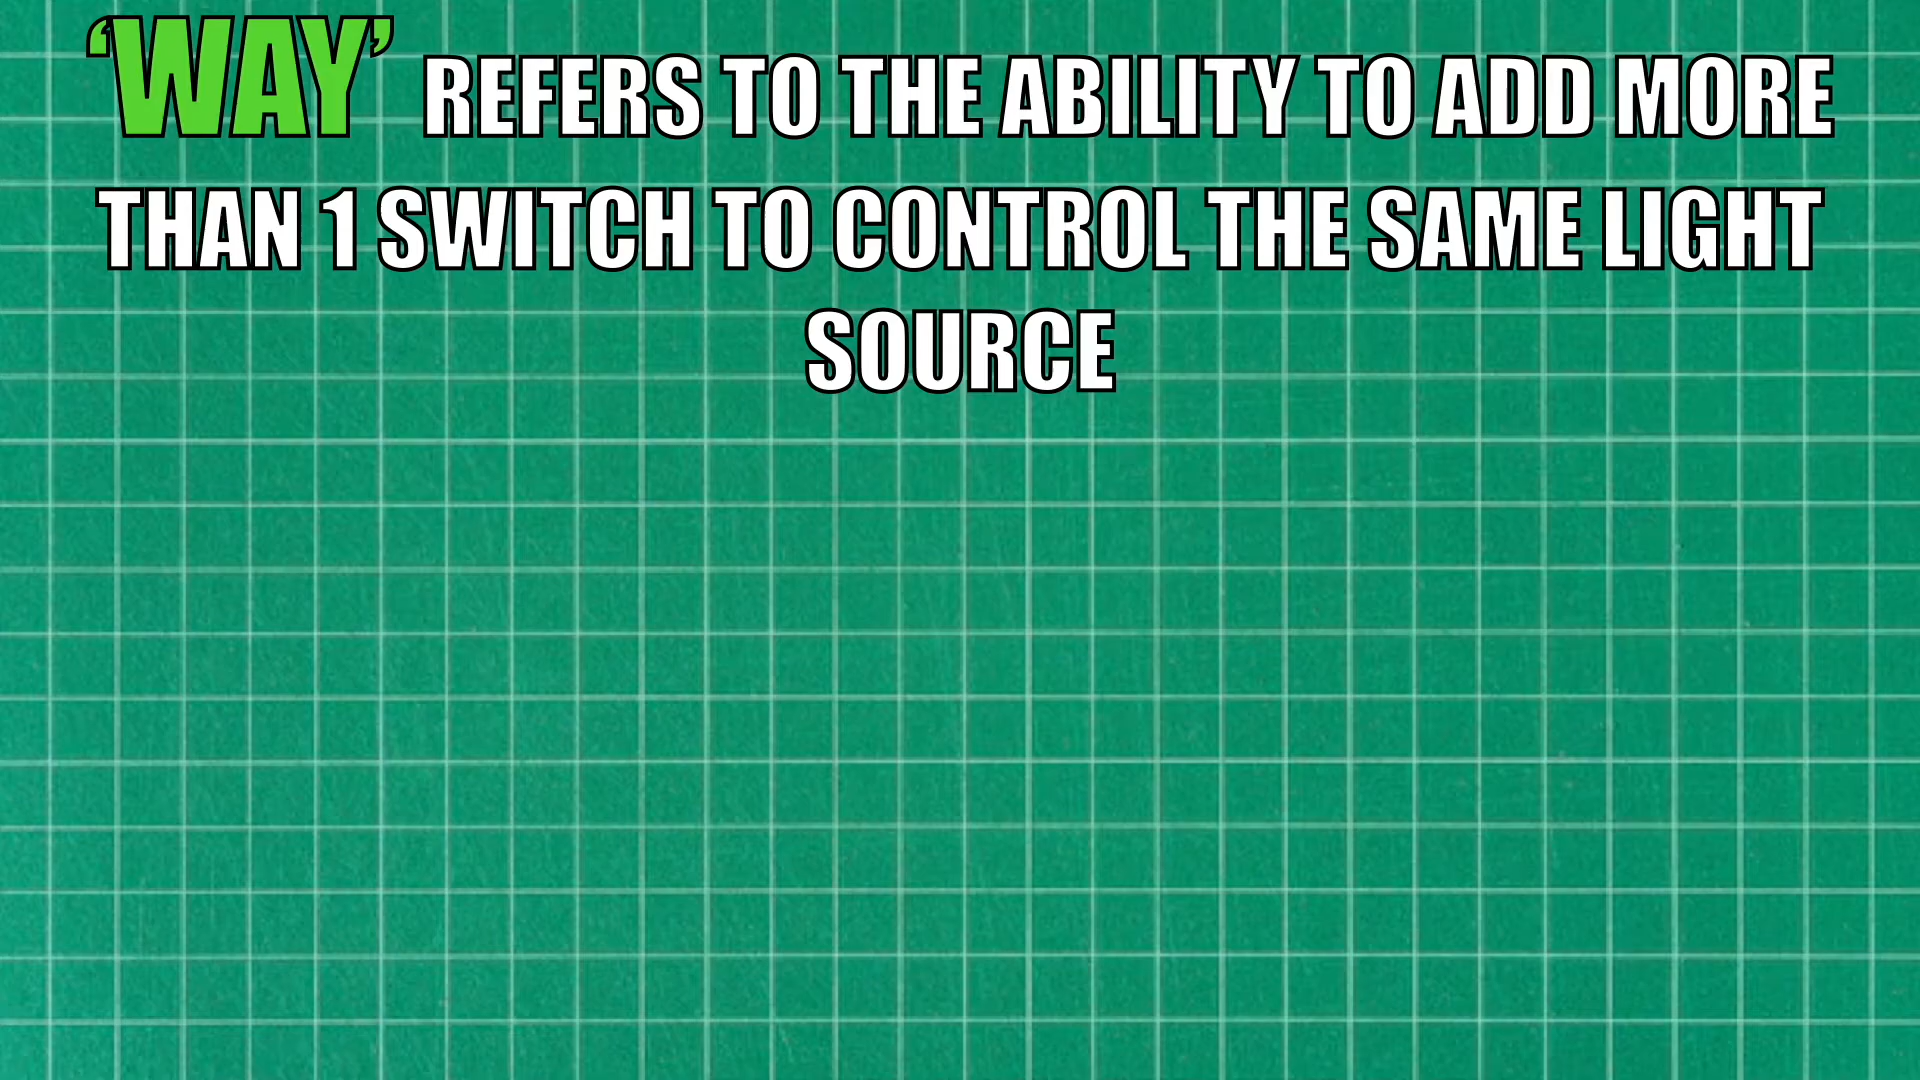 ‘WAY’ REFERS TO THE ABILITY TO ADD MORE
THAN 1 SWITCH TO CONTROL THE SAME LIGHT
SOURCE